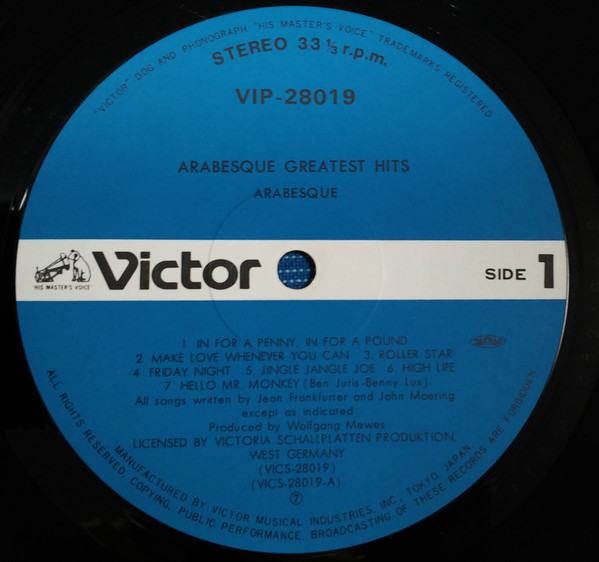 "VICTOR" DOG AND PHONOGRAPH "HIS MASTER'S VOICE" TRADEMARKS REGISTERED
STEREO 33 1/3 r.p.m.
VIP-28019
ARABESQUE GREATEST HITS
ARABESQUE
Victor
"HIS MASTER'S VOICE"
SIDE 1
1 IN FOR A PENNY, IN FOR A POUND
2 MAKE LOVE WHENEVER YOU CAN 3. ROLLER STAR
4 FRIDAY NIGHT 5. JINGLE JANGLE JOE 6. HIGH LIFE
7 HELLO MR. MONKEY (Ben Juris-Benny Lux)
All songs written by Jean Frankfurter and John Moering
except as indicated
Produced by Wolfgang Mewes
LICENSED BY VICTORIA SCHALLPLATTEN PRODUKTION,
WEST GERMANY
(VICS-28019)
(VICS-28019-A)
7
MANUFACTURED BY VICTOR MUSICAL INDUSTRIES, INC., TOKYO, JAPAN
ALL RIGHTS RESERVED, COPYING, PUBLIC PERFORMANCE, BROADCASTING OF THESE RECORDS ARE FORBIDDEN